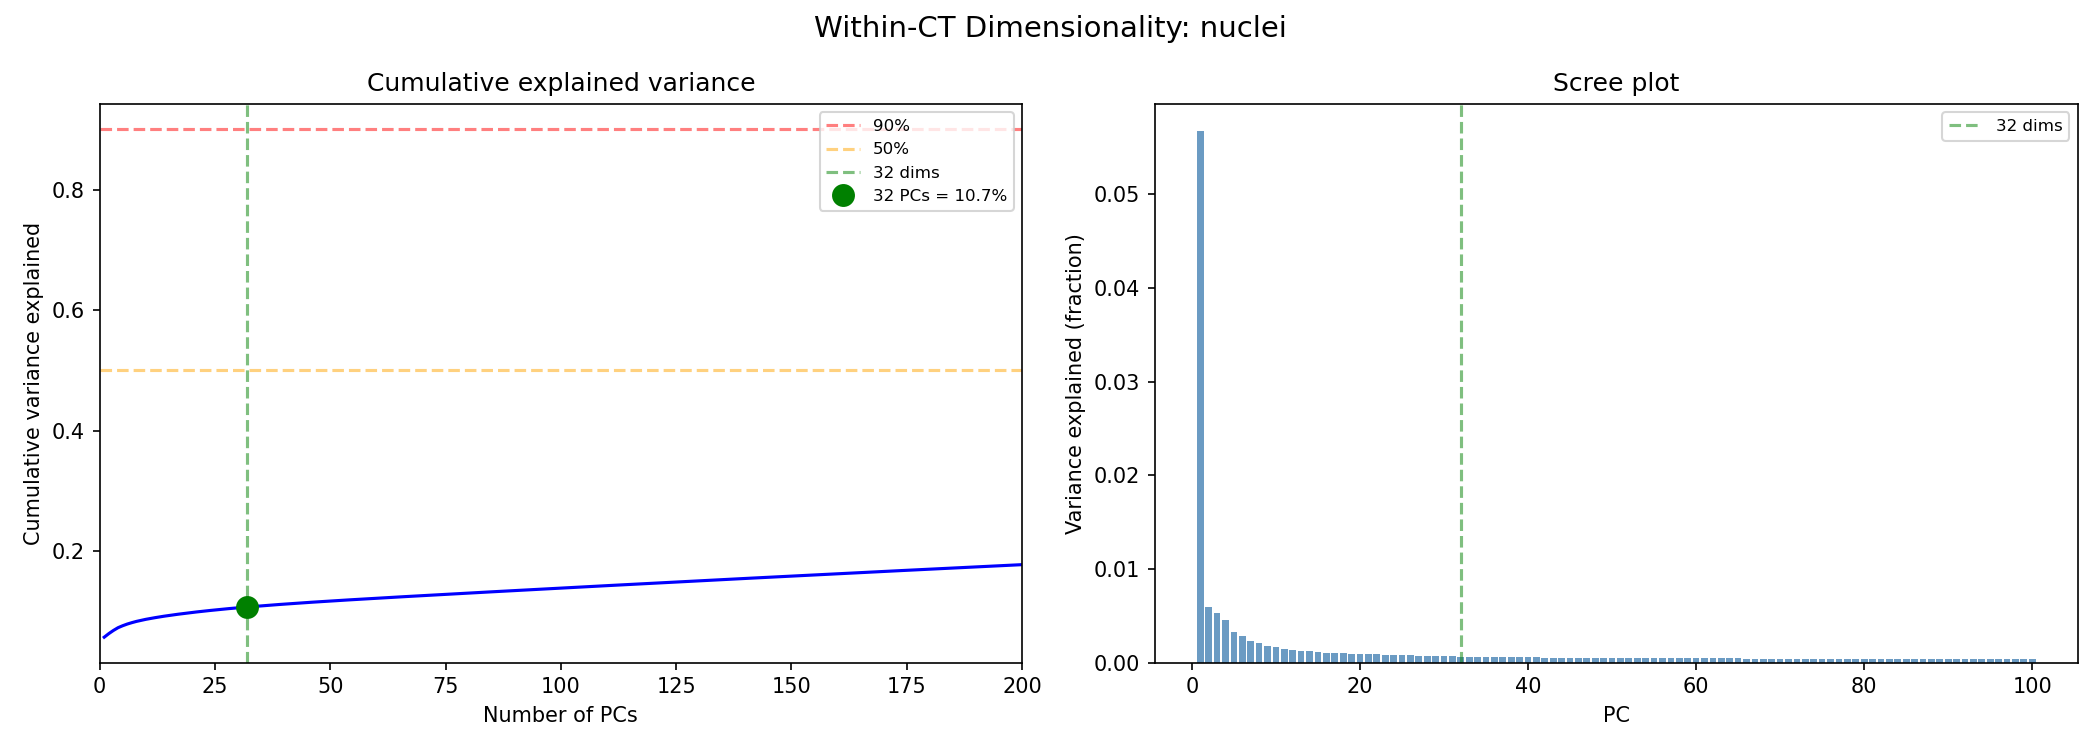 Within-CT Dimensionality: nuclei
Cumulative explained variance
Cumulative variance explained
0.8
0.6
0.4
0.2
0
25
50
75
100
125
150
175
200
Number of PCs
90%
50%
32 dims
32 PCs = 10.7%
Scree plot
Variance explained (fraction)
0.05
0.04
0.03
0.02
0.01
0.00
0
20
40
60
80
100
PC
32 dims